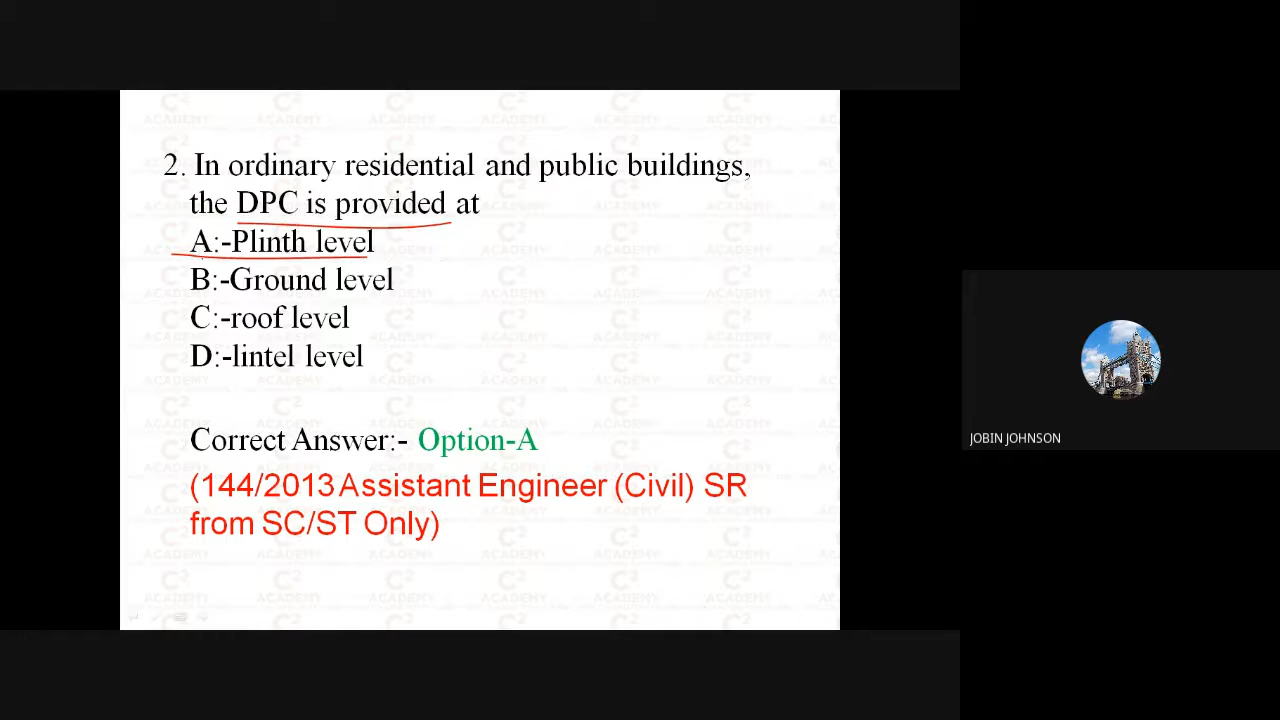 2. In ordinary residential and public buildings,
the DPC is provided at
A:-Plinth level
B:-Ground level
C:-roof level
D:-lintel level
Correct Answer:- Option-A
(144/2013 Assistant Engineer (Civil) SR
from SC/ST Only)
JOBIN JOHNSON